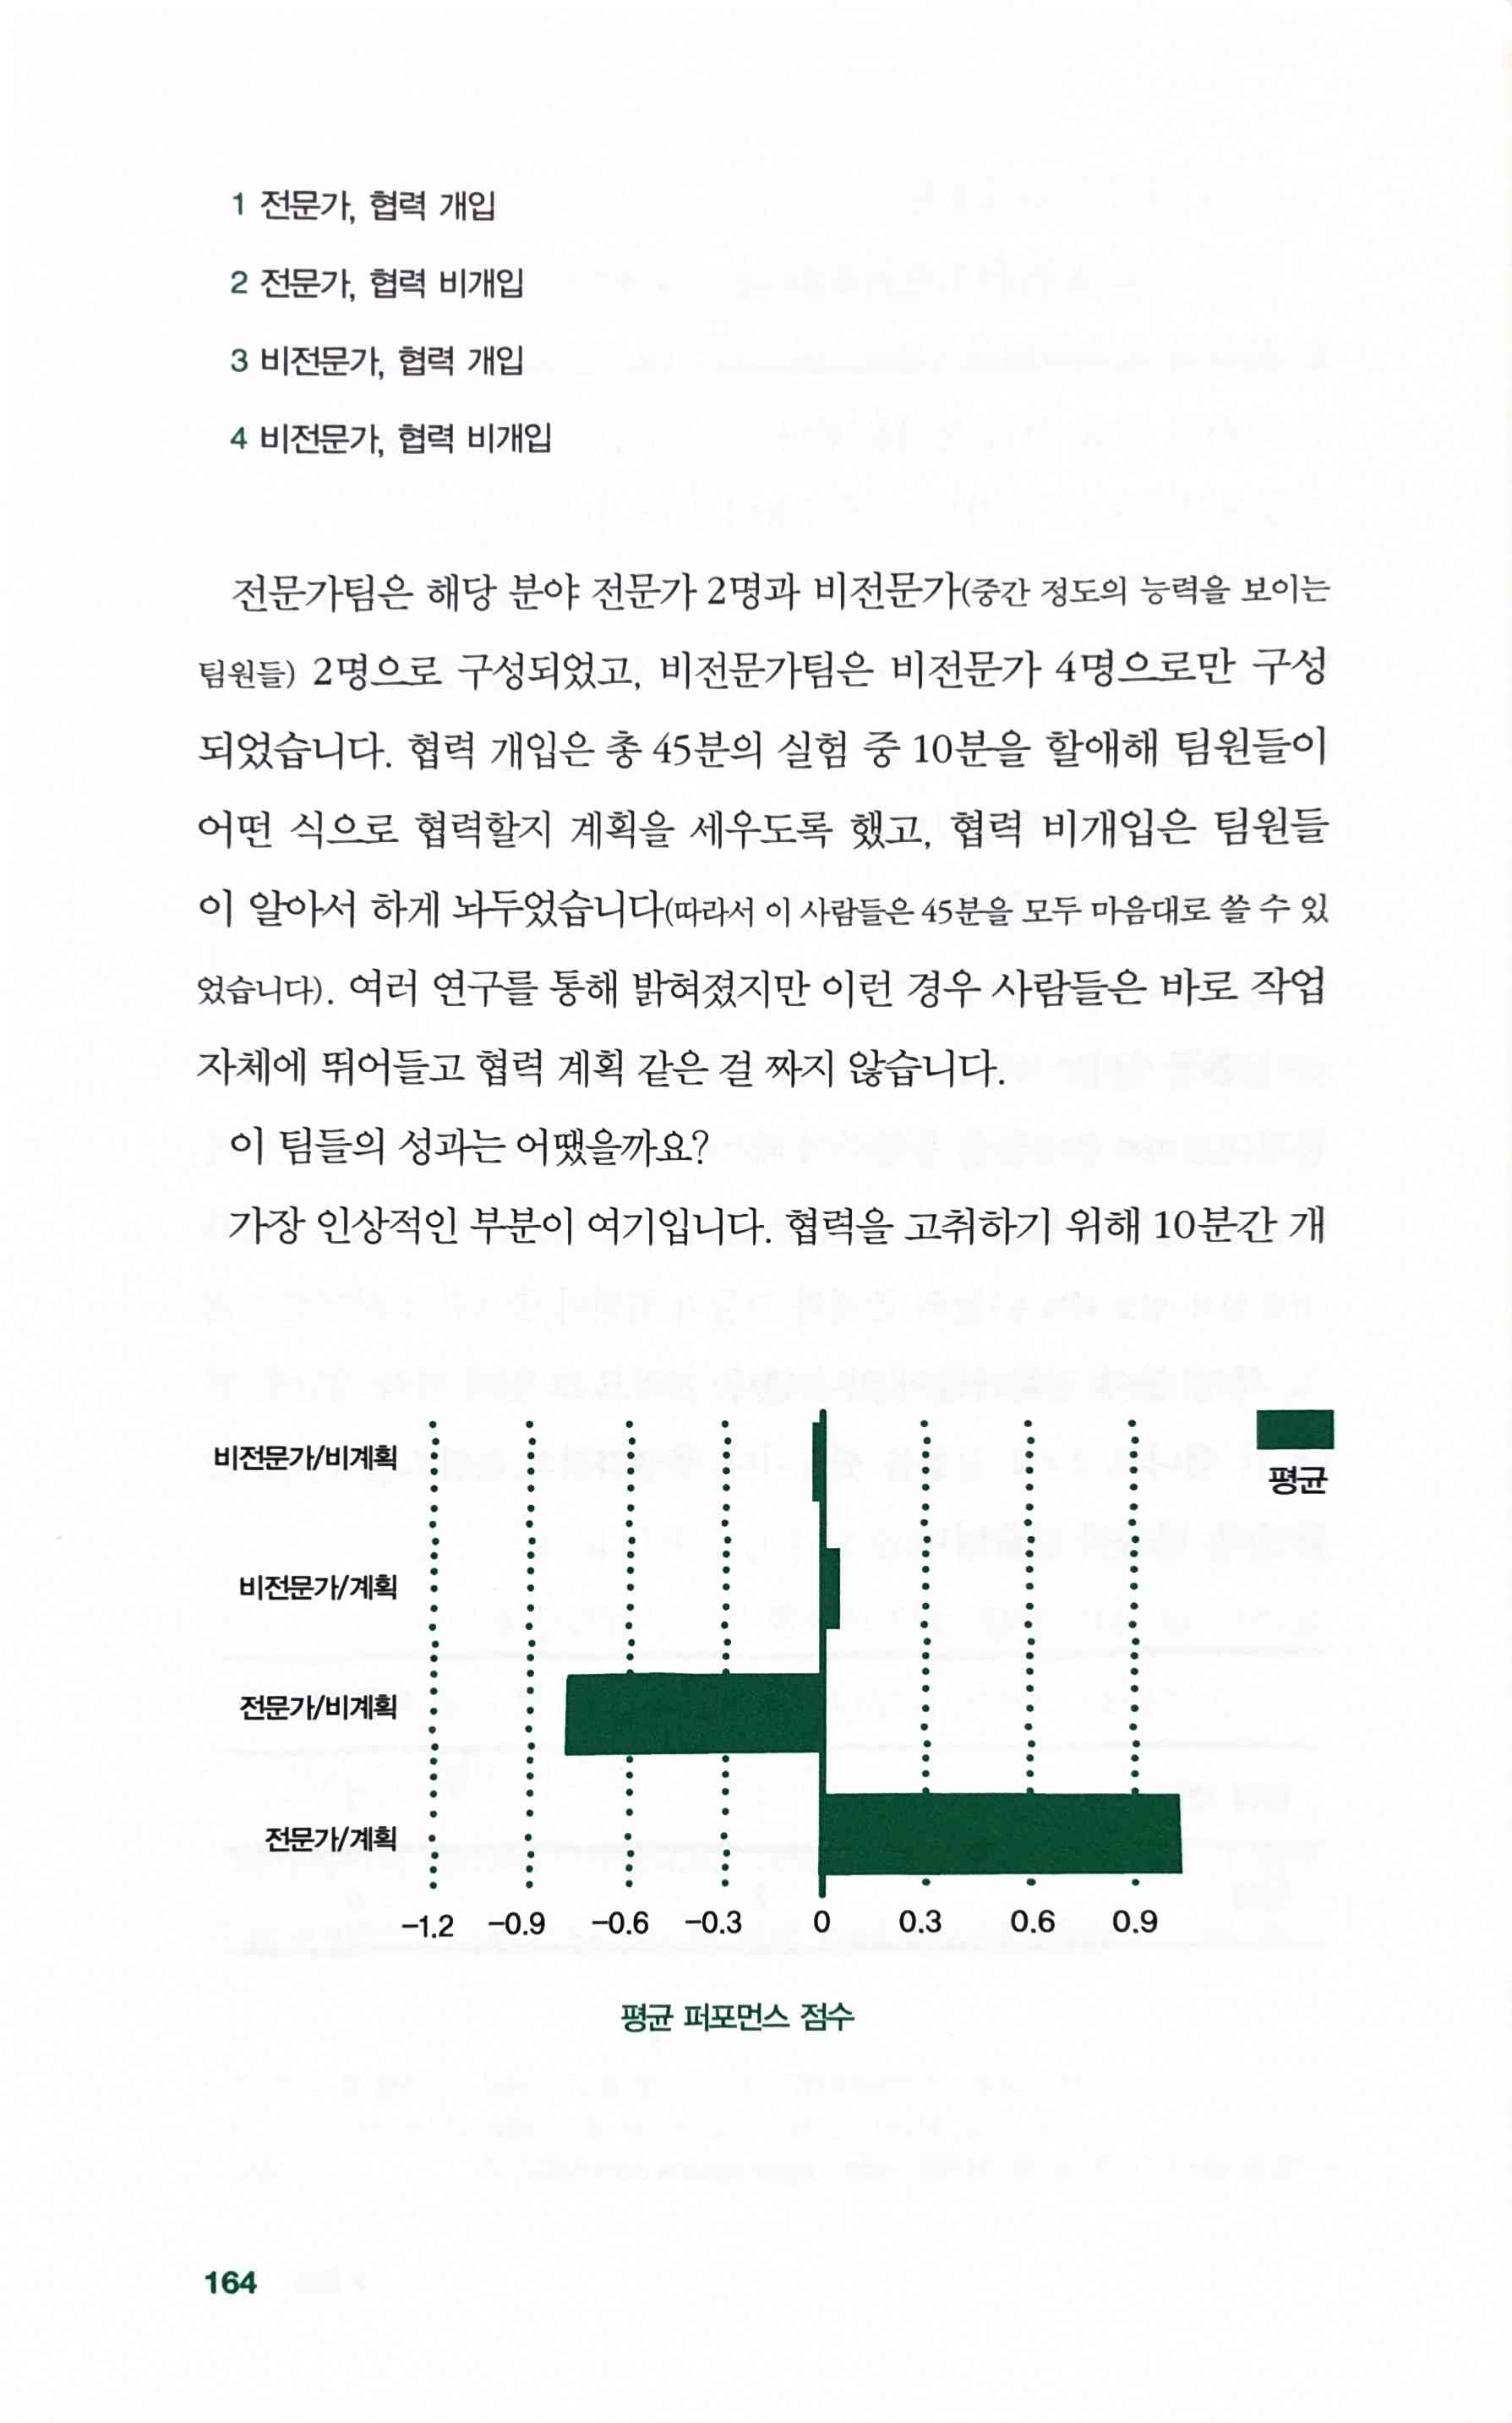 1 전문가, 협력 개입
2 전문가, 협력 비개입
3 비전문가, 협력 개입
4 비전문가, 협력 비개입
전문가팀은 해당 분야 전문가 2명과 비전문가(중간 정도의 능력을 보이는
팀원들) 2명으로 구성되었고, 비전문가팀은 비전문가 4명으로만 구성
되었습니다. 협력 개입은 총 45분의 실험 중 10분을 할애해 팀원들이
어떤 식으로 협력할지 계획을 세우도록 했고, 협력 비개입은 팀원들
이 알아서 하게 놔두었습니다(따라서 이 사람들은 45분을 모두 마음대로 쓸 수 있
었습니다). 여러 연구를 통해 밝혀졌지만 이런 경우 사람들은 바로 작업
자체에 뛰어들고 협력 계획 같은 걸 짜지 않습니다.
이 팀들의 성과는 어땠을까요?
가장 인상적인 부분이 여기입니다. 협력을 고취하기 위해 10분간 개
비전문가/비계획
평균
비전문가/계획
전문가/비계획
전문가/계획
−1.2 −0.9 −0.6 −0.3 0 0.3 0.6 0.9
평균 퍼포먼스 점수
164